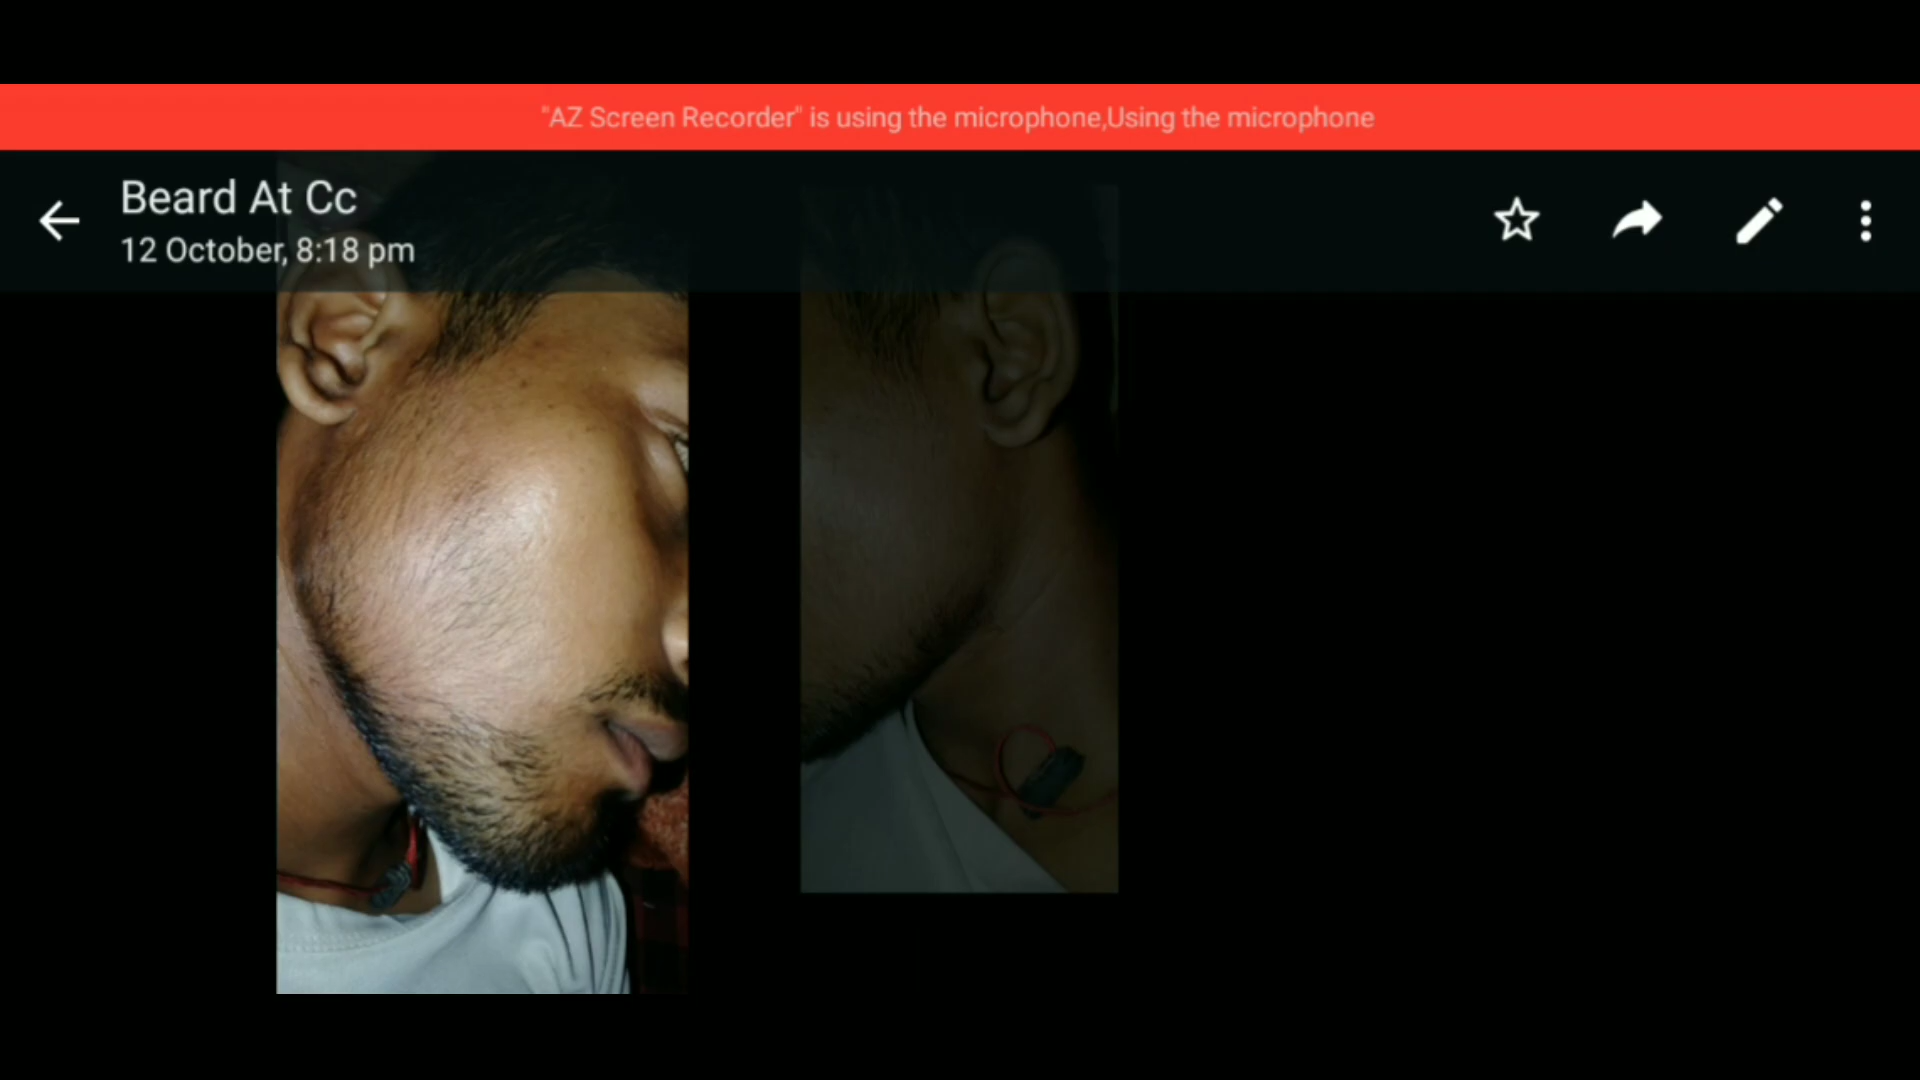 "AZ Screen Recorder" is using the microphone,Using the microphone
Beard At Cc
12 October, 8:18 pm